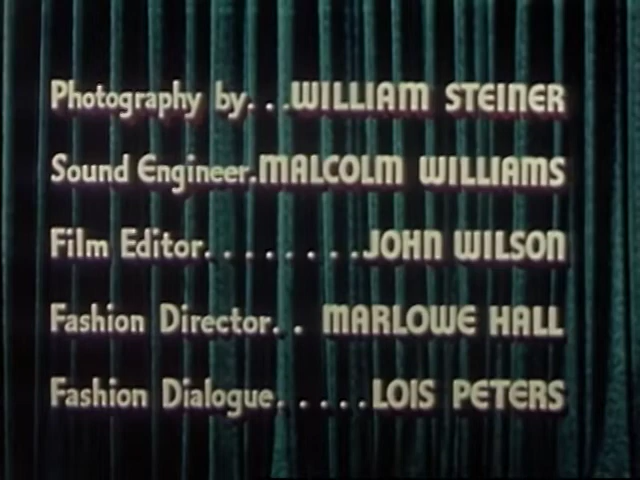 Photography by...WILLIAM STEINER
Sound Engineer.MALCOLM WILLIAMS
Film Editor........JOHN WILSON
Fashion Director.. MARLOWE HALL
Fashion Dialogue.....LOIS PETERS